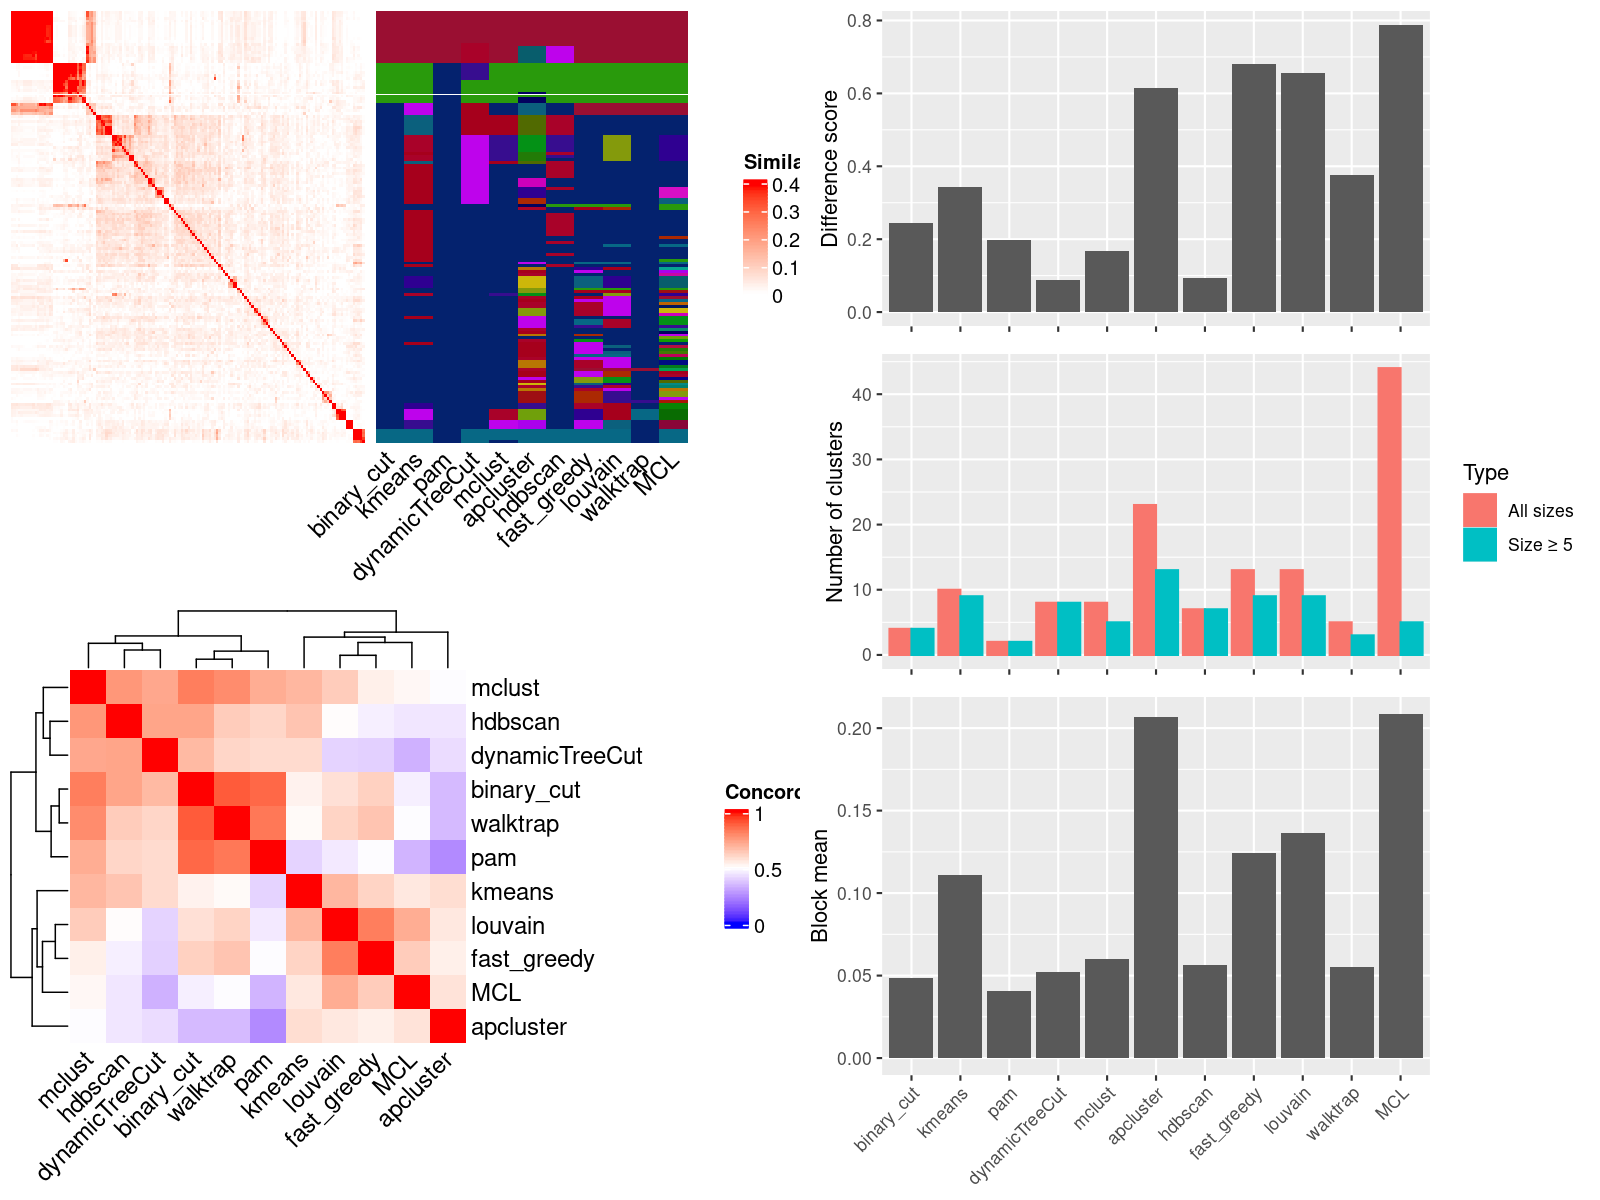 Simila
0.4
0.3
0.2
0.1
0
binary_cut
kmeans
pam
dynamicTreeCut
mclust
apcluster
hdbscan
fast_greedy
louvain
walktrap
MCL
mclust
hdbscan
dynamicTreeCut
binary_cut
walktrap
pam
kmeans
louvain
fast_greedy
MCL
apcluster
Concord
1
0.5
0
mclust
hdbscan
dynamicTreeCut
binary_cut
walktrap
pam
kmeans
louvain
fast_greedy
MCL
apcluster
Difference score
0.8
0.6
0.4
0.2
0.0
Number of clusters
40
30
20
10
0
Type
All sizes
Size ≥ 5
Block mean
0.20
0.15
0.10
0.05
0.00
binary_cut
kmeans
pam
dynamicTreeCut
mclust
apcluster
hdbscan
fast_greedy
louvain
walktrap
MCL